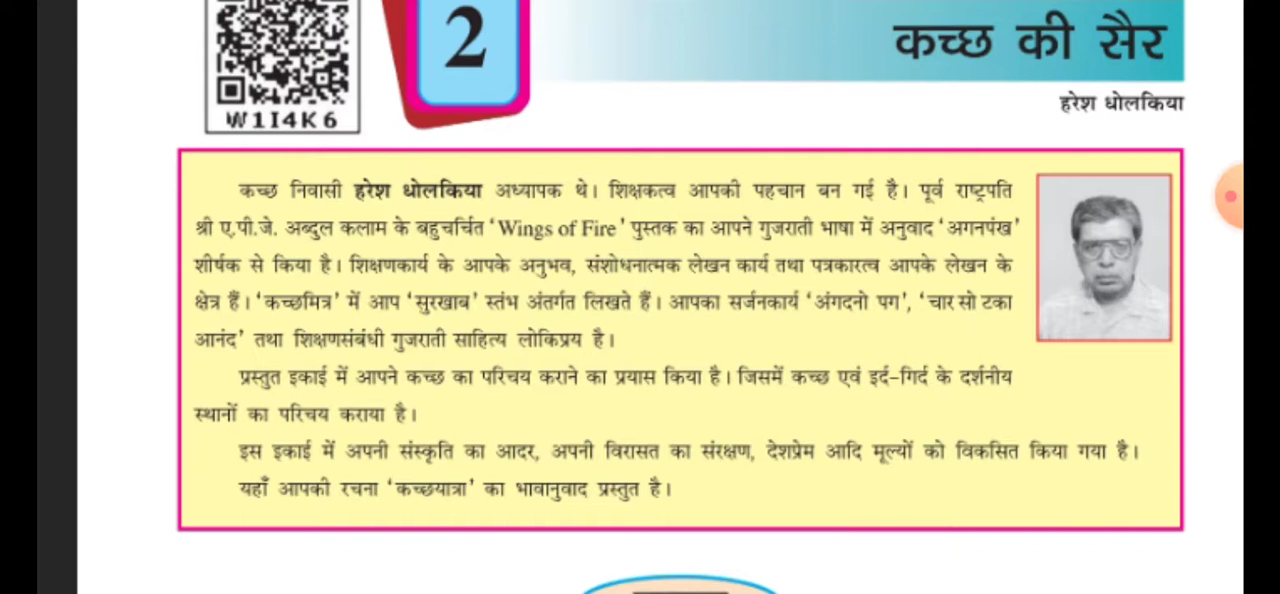 2
कच्छ की सैर
W1I4K6
हरेश धोलकिया
कच्छ निवासी हरेश धोलकिया अध्यापक थे। शिक्षकत्व आपकी पहचान बन गई है। पूर्व राष्ट्रपति
श्री ए.पी.जे. अब्दुल कलाम के बहुचर्चित ‘Wings of Fire’ पुस्तक का आपने गुजराती भाषा में अनुवाद ‘अगनपंख’
शीर्षक से किया है। शिक्षणकार्य के आपके अनुभव, संशोधनात्मक लेखन कार्य तथा पत्रकारत्व आपके लेखन के
क्षेत्र हैं। ‘कच्छमित्र’ में आप ‘सुरखाब’ स्तंभ अंतर्गत लिखते हैं। आपका सर्जनकार्य ‘अंगदनो पग’, ‘चार सो टका
आनंद’ तथा शिक्षणसंबंधी गुजराती साहित्य लोकिप्रय है।
प्रस्तुत इकाई में आपने कच्छ का परिचय कराने का प्रयास किया है। जिसमें कच्छ एवं इर्द-गिर्द के दर्शनीय
स्थानों का परिचय कराया है।
इस इकाई में अपनी संस्कृति का आदर, अपनी विरासत का संरक्षण, देशप्रेम आदि मूल्यों को विकसित किया गया है।
यहाँ आपकी रचना ‘कच्छयात्रा’ का भावानुवाद प्रस्तुत है।